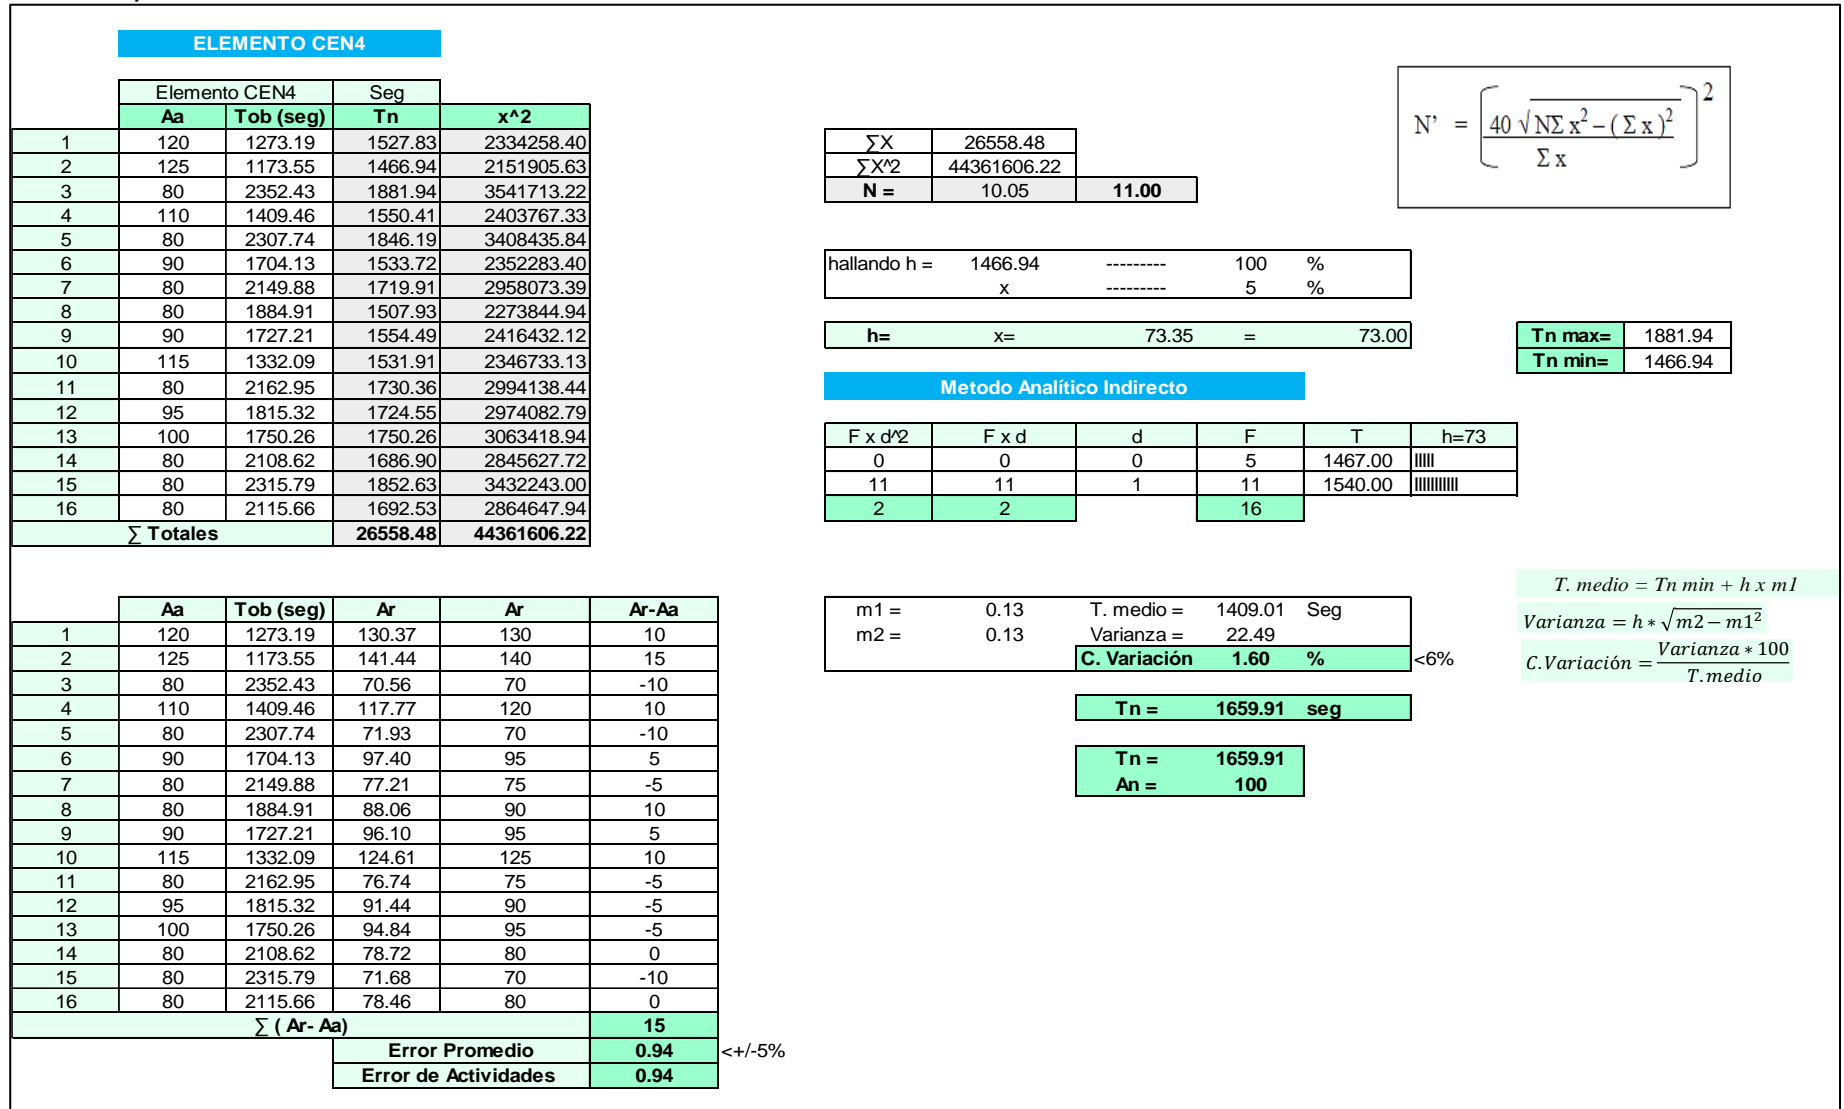 ELEMENTO CEN4
Elemento CEN4 Seg
Aa Tob (seg) Tn x^2
1 120 1273.19 1527.83 2334258.40
2 125 1173.55 1466.94 2151905.63
3 80 2352.43 1881.94 3541713.22
4 110 1409.46 1550.41 2403767.33
5 80 2307.74 1846.19 3408435.84
6 90 1704.13 1533.72 2352283.40
7 80 2149.88 1719.91 2958073.39
8 80 1884.91 1507.93 2273844.94
9 90 1727.21 1554.49 2416432.12
10 115 1332.09 1531.91 2346733.13
11 80 2162.95 1730.36 2994138.44
12 95 1815.32 1724.55 2974082.79
13 100 1750.26 1750.26 3063418.94
14 80 2108.62 1686.90 2845627.72
15 80 2315.79 1852.63 3432243.00
16 80 2115.66 1692.53 2864647.94
∑ Totales 26558.48 44361606.22
∑X 26558.48
∑X^2 44361606.22
N = 10.05 11.00
N' = ( 40 √ NΣ x² – ( Σ x )² / Σ x )²
hallando h = 1466.94 --------- 100 %
x --------- 5 %
h= x= 73.35 = 73.00
Tn max= 1881.94
Tn min= 1466.94
Metodo Analítico Indirecto
F x d^2 F x d d F T h=73
0 0 0 5 1467.00 IIIII
11 11 1 11 1540.00 IIIIIIIIIII
2 2 16
Aa Tob (seg) Ar Ar Ar-Aa
1 120 1273.19 130.37 130 10
2 125 1173.55 141.44 140 15
3 80 2352.43 70.56 70 -10
4 110 1409.46 117.77 120 10
5 80 2307.74 71.93 70 -10
6 90 1704.13 97.40 95 5
7 80 2149.88 77.21 75 -5
8 80 1884.91 88.06 90 10
9 90 1727.21 96.10 95 5
10 115 1332.09 124.61 125 10
11 80 2162.95 76.74 75 -5
12 95 1815.32 91.44 90 -5
13 100 1750.26 94.84 95 -5
14 80 2108.62 78.72 80 0
15 80 2315.79 71.68 70 -10
16 80 2115.66 78.46 80 0
∑ ( Ar- Aa) 15
Error Promedio 0.94 <+/-5%
Error de Actividades 0.94
m1 = 0.13 T. medio = 1409.01 Seg
m2 = 0.13 Varianza = 22.49
C. Variación 1.60 % <6%
Tn = 1659.91 seg
Tn = 1659.91
An = 100
T. medio = Tn min + h x m1
Varianza = h * √m2 − m1²
C.Variación = Varianza * 100 / T.medio